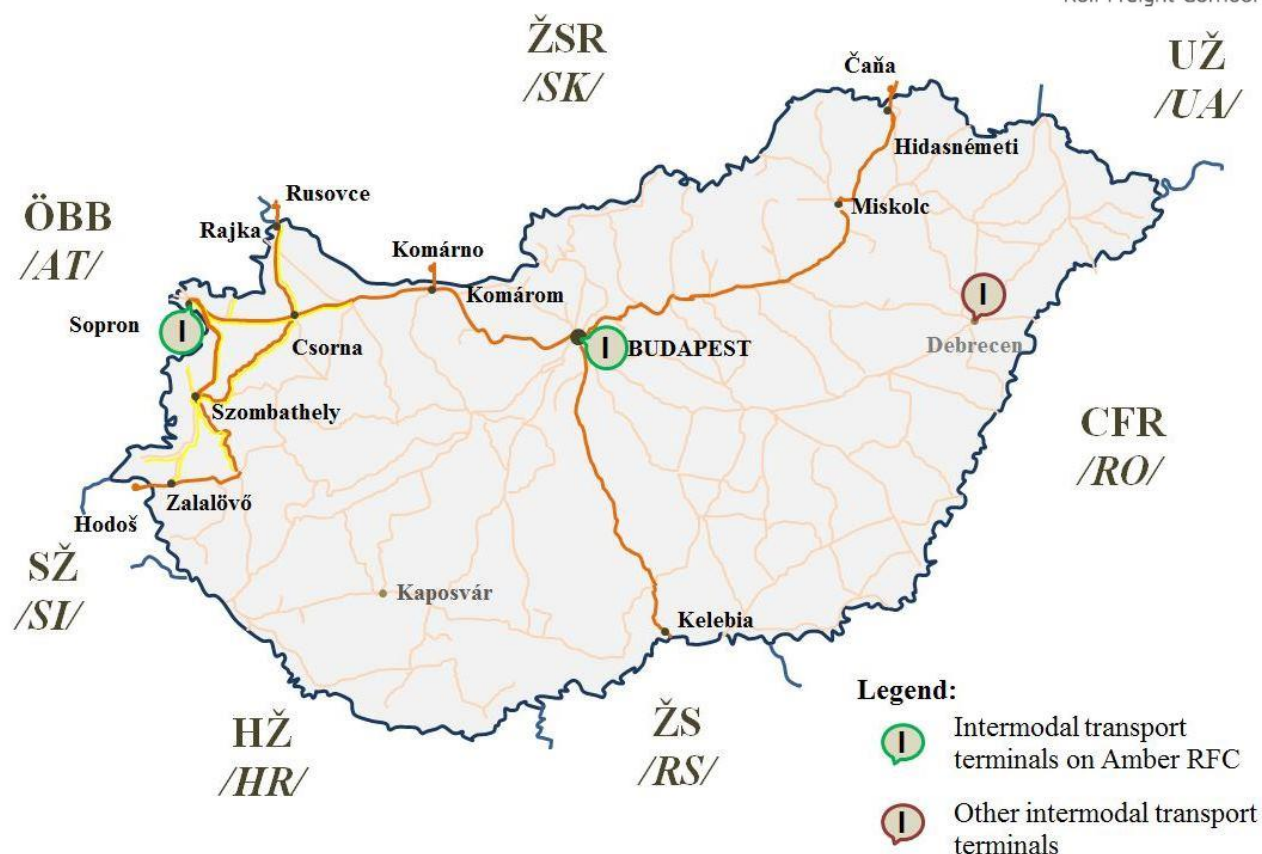 ŽSR
/SK/
UŽ
/UA/
Čaňa
Hidasnémeti
Rusovce
ÖBB
/AT/
Rajka
Komárno
Miskolc
Komárom
I
Sopron
I
Csorna
I
BUDAPEST
Debrecen
Szombathely
CFR
/RO/
Zalalövő
Hodoš
SŽ
/SI/
Kaposvár
Kelebia
Legend:
HŽ
/HR/
ŽS
/RS/
I
Intermodal transport
terminals on Amber RFC
I
Other intermodal transport
terminals